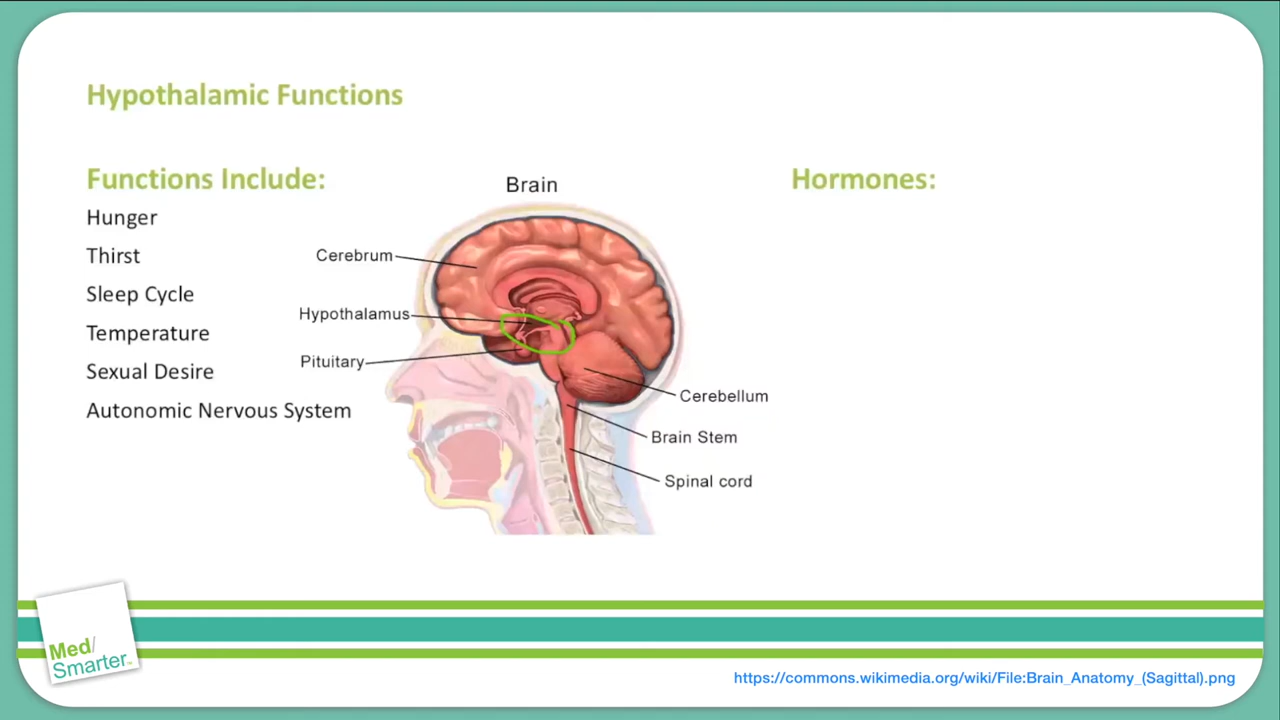 Hypothalamic Functions
Functions Include:
Hunger
Thirst
Sleep Cycle
Temperature
Sexual Desire
Autonomic Nervous System
Brain
Cerebrum
Hypothalamus
Pituitary
Cerebellum
Brain Stem
Spinal cord
Hormones:
Med/
Smarter
https://commons.wikimedia.org/wiki/File:Brain_Anatomy_(Sagittal).png